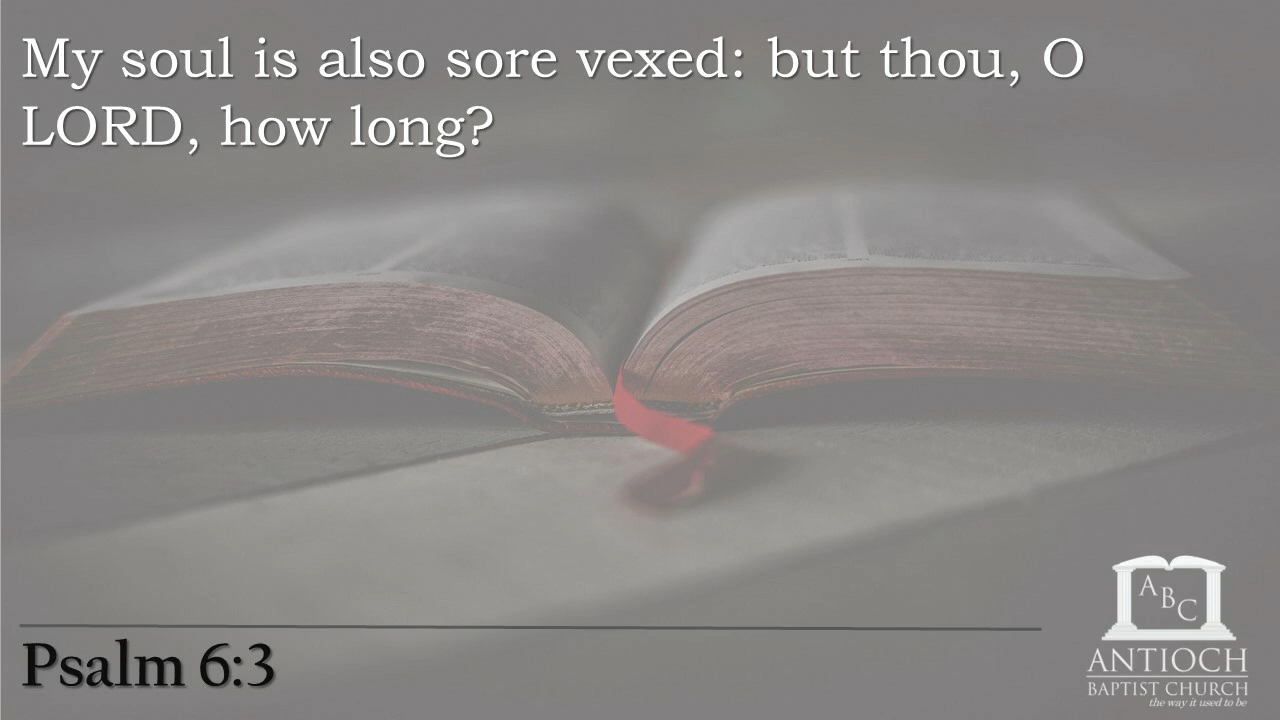 My soul is also sore vexed: but thou, O
LORD, how long?
Psalm 6:3
A B C
ANTIOCH
BAPTIST CHURCH
the way it used to be